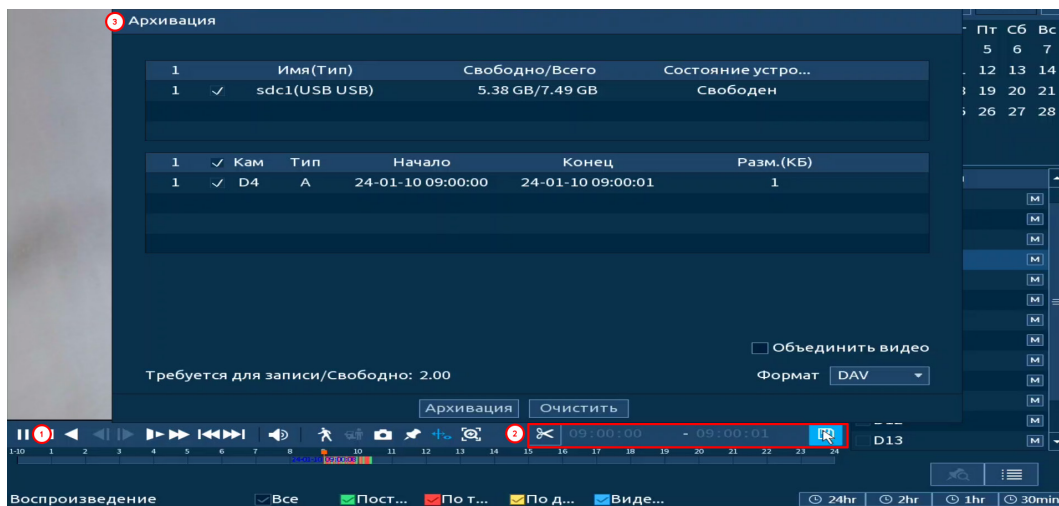 3 Архивация
Пт Сб Вс
5 6 7
12 13 14
19 20 21
26 27 28
1 Имя(Тип) Свободно/Всего Состояние устро...
1 sdc1(USB USB) 5.38 GB/7.49 GB Свободен
1 Кам Тип Начало Конец Разм.(КБ)
1 D4 A 24-01-10 09:00:00 24-01-10 09:00:01 1
M
M
M
M
M
M
M
M
M
M
M
M
Объединить видео
Требуется для записи/Свободно: 2.00 Формат DAV
Архивация Очистить
1 2 09:00:00 - 09:00:01
D13 M
1-10 1 2 3 4 5 6 7 8 10 11 12 13 14 15 16 17 18 19 20 21 22 23 24
Воспроизведение Все Пост... По т... По д... Виде... 24hr 2hr 1hr 30min